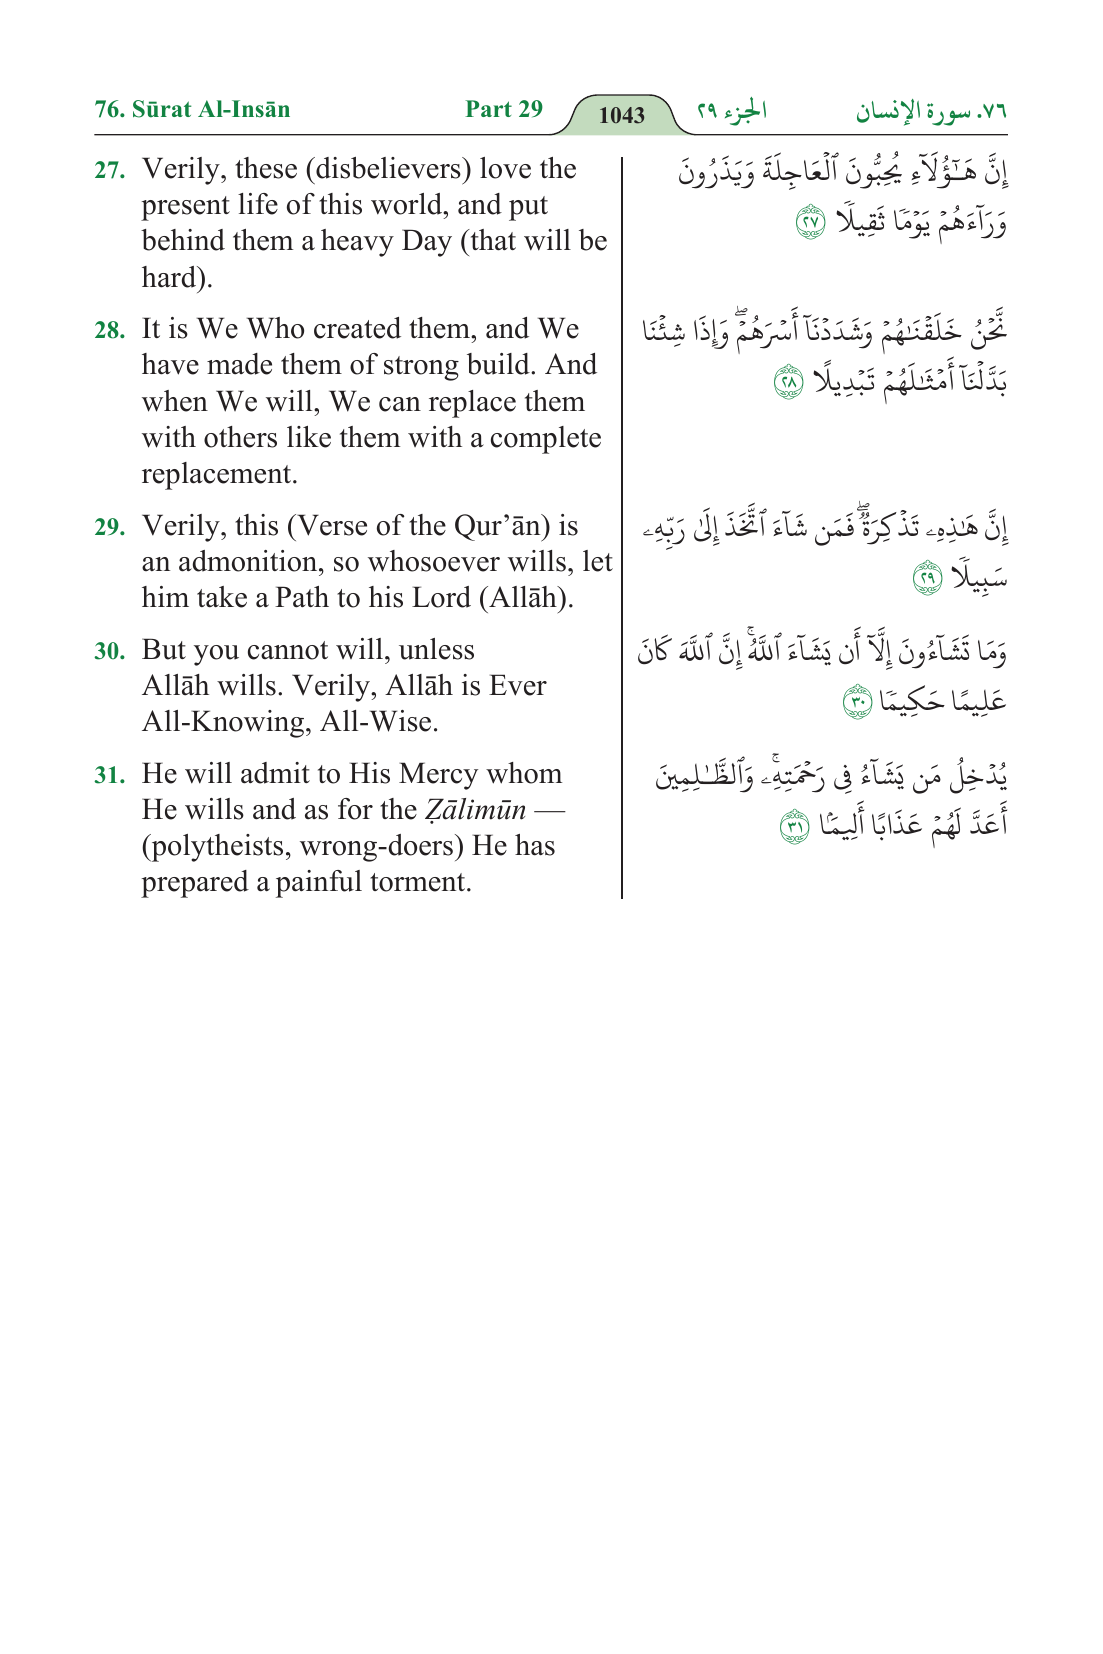 76. Sūrat Al-Insān
Part 29
1043
الجزء ٢٩
٧٦. سورة الإنسان
27. Verily, these (disbelievers) love the
present life of this world, and put
behind them a heavy Day (that will be
hard).
28. It is We Who created them, and We
have made them of strong build. And
when We will, We can replace them
with others like them with a complete
replacement.
29. Verily, this (Verse of the Qur’ān) is
an admonition, so whosoever wills, let
him take a Path to his Lord (Allāh).
30. But you cannot will, unless
Allāh wills. Verily, Allāh is Ever
All-Knowing, All-Wise.
31. He will admit to His Mercy whom
He wills and as for the Ẓālimūn —
(polytheists, wrong-doers) He has
prepared a painful torment.
إِنَّ هَـٰٓؤُلَآءِ يُحِبُّونَ ٱلْعَاجِلَةَ وَيَذَرُونَ
وَرَآءَهُمْ يَوْمًا ثَقِيلًا ٢٧
نَّحْنُ خَلَقْنَـٰهُمْ وَشَدَدْنَآ أَسْرَهُمْ ۖ وَإِذَا شِئْنَا
بَدَّلْنَآ أَمْثَـٰلَهُمْ تَبْدِيلًا ٢٨
إِنَّ هَـٰذِهِۦ تَذْكِرَةٌ ۖ فَمَن شَآءَ ٱتَّخَذَ إِلَىٰ رَبِّهِۦ
سَبِيلًا ٢٩
وَمَا تَشَآءُونَ إِلَّآ أَن يَشَآءَ ٱللَّهُ ۚ إِنَّ ٱللَّهَ كَانَ
عَلِيمًا حَكِيمًا ٣٠
يُدْخِلُ مَن يَشَآءُ فِى رَحْمَتِهِۦ ۚ وَٱلظَّـٰلِمِينَ
أَعَدَّ لَهُمْ عَذَابًا أَلِيمًۢا ٣١